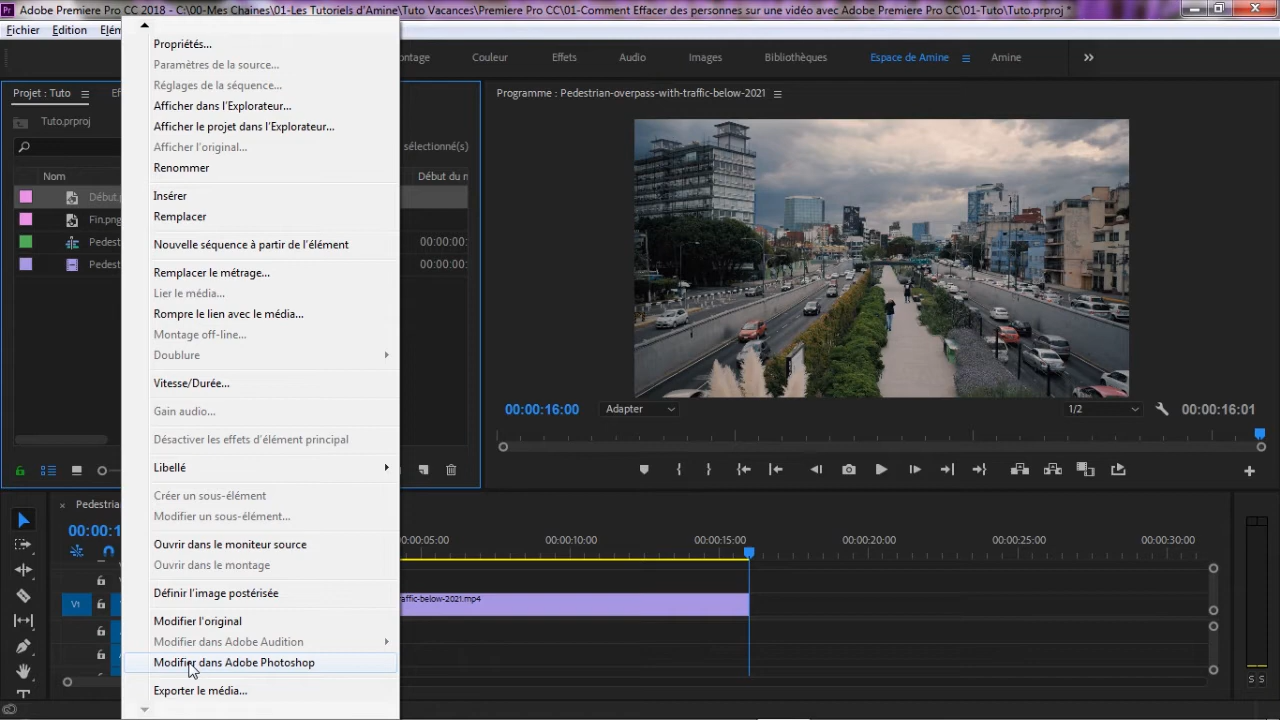 Adobe Premiere Pro CC 2018 - C:\00-Mes Chaines\01-Les Tutoriels d'Amine\Tuto Vacances\Premiere Pro CC\01-Comment Effacer des personnes sur une vidéo avec Adobe Premiere Pro CC\01-Tuto\Tuto.prproj *
Fichier Edition
Couleur Effets Audio Images Bibliothèques Espace de Amine Amine
Projet : Tuto
Programme : Pedestrian-overpass-with-traffic-below-2021
Tuto.prproj
sélectionné(s)
Nom
Début du
Début.
Fin.png
Pedest 00:00:00:
Pedest 00:00:00:
Propriétés...
Paramètres de la source...
Réglages de la séquence...
Afficher dans l'Explorateur...
Afficher le projet dans l'Explorateur...
Afficher l'original...
Renommer
Insérer
Remplacer
Nouvelle séquence à partir de l'élément
Remplacer le métrage...
Lier le média...
Rompre le lien avec le média...
Montage off-line...
Doublure
Vitesse/Durée...
Gain audio...
Désactiver les effets d'élément principal
Libellé
Créer un sous-élément
Modifier un sous-élément...
Ouvrir dans le moniteur source
Ouvrir dans le montage
Définir l'image postérisée
Modifier l'original
Modifier dans Adobe Audition
Modifier dans Adobe Photoshop
Exporter le média...
00:00:16:00 Adapter 1/2 00:00:16:01
Pedestria
00:00:1
00:00:05:00 00:00:10:00 00:00:15:00 00:00:20:00 00:00:25:00 00:00:30:00
V1
affic-below-2021.mp4
S S